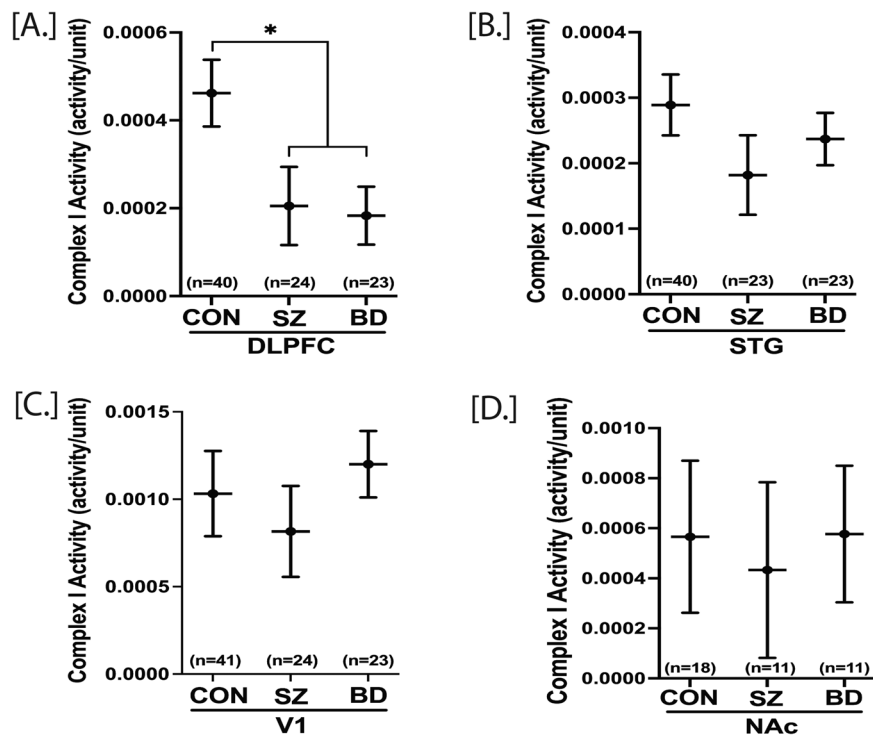 [A.]
Complex I Activity (activity/unit)
0.0006
0.0004
0.0002
0.0000
*
(n=40) (n=24) (n=23)
CON SZ BD
DLPFC
[B.]
Complex I Activity (activity/unit)
0.0004
0.0003
0.0002
0.0001
0.0000
(n=40) (n=23) (n=23)
CON SZ BD
STG
[C.]
Complex I Activity (activity/unit)
0.0015
0.0010
0.0005
0.0000
(n=41) (n=24) (n=23)
CON SZ BD
V1
[D.]
Complex I Activity (activity/unit)
0.0010
0.0008
0.0006
0.0004
0.0002
0.0000
(n=18) (n=11) (n=11)
CON SZ BD
NAc